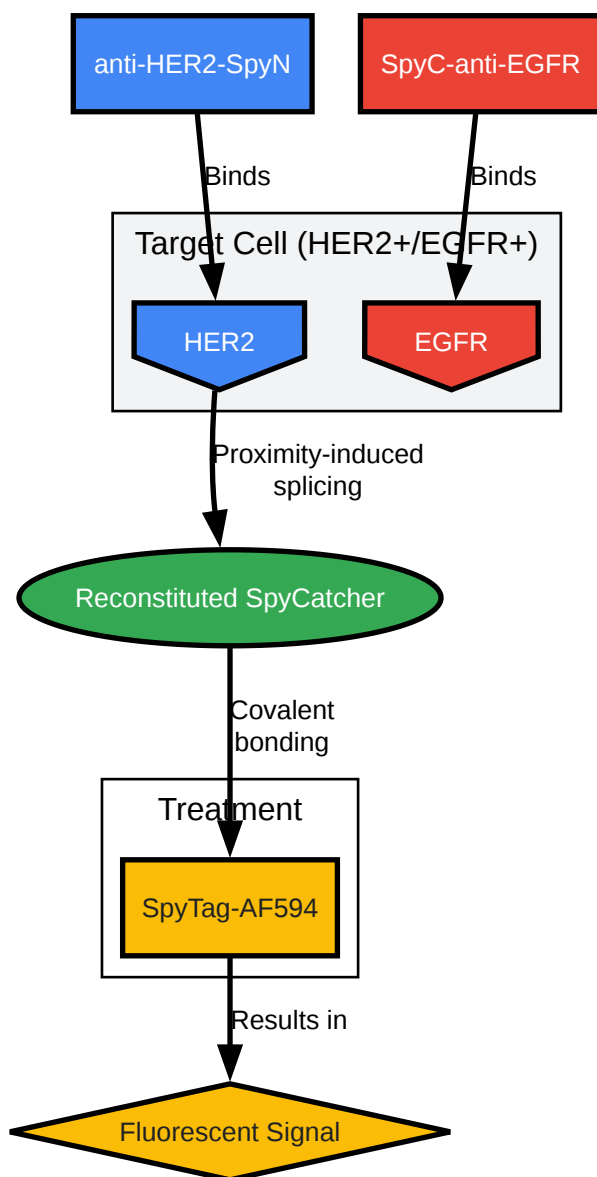 anti-HER2-SpyN
SpyC-anti-EGFR
Binds
Binds
Target Cell (HER2+/EGFR+)
HER2
EGFR
Proximity-induced
splicing
Reconstituted SpyCatcher
Covalent
bonding
Treatment
SpyTag-AF594
Results in
Fluorescent Signal